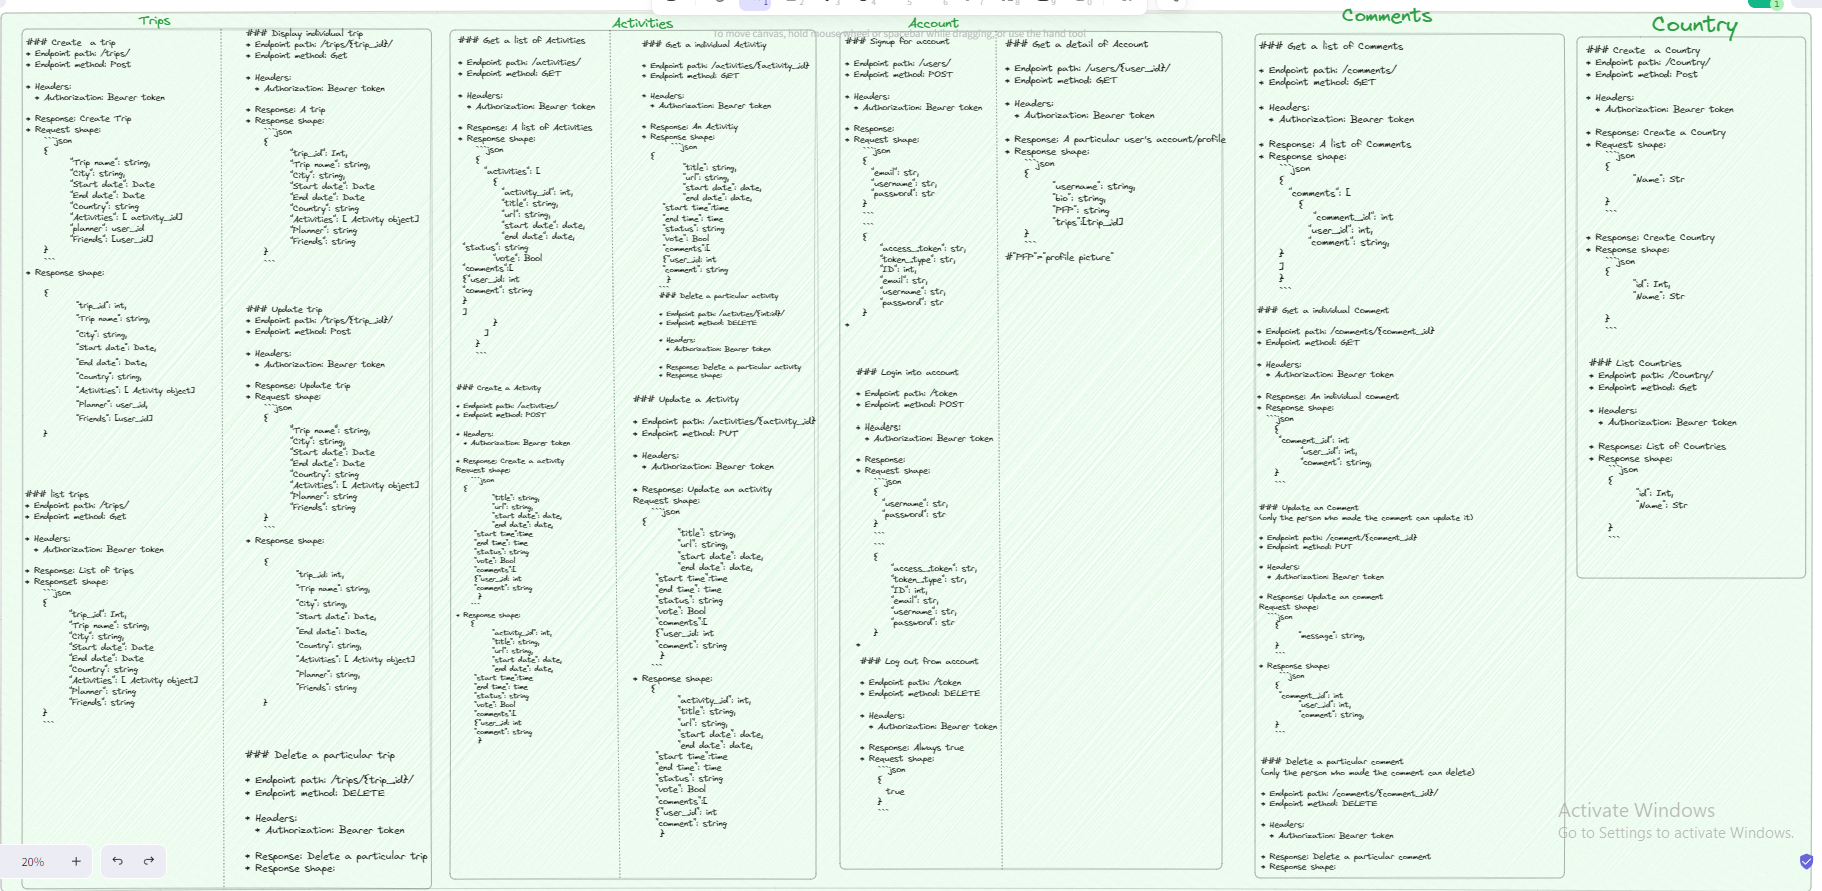 Trips
### Create a trip
* Endpoint path: /trips/
* Endpoint method: Post
* Headers:
* Authorization: Bearer token
* Response: Create Trip
* Request shape:
```json
{
"Trip name": string,
"City": string,
"Start date": Date
"End date": Date
"Country": string
"Activities": [ activity_id]
"planner": user_id
"Friends": [user_id]
}
```
* Response shape:
{
"trip_id": int,
"Trip name": string,
"City": string,
"Start date": Date,
"End date": Date,
"Country": string,
"Activities": [ Activity object]
"Planner": user_id,
"Friends": [user_id]
}
### list trips
* Endpoint path: /trips/
* Endpoint method: Get
* Headers:
* Authorization: Bearer token
* Response: List of trips
* Responset shape:
```json
{
"trip_id": Int,
"Trip name": string,
"City": string,
"Start date": Date
"End date": Date
"Country": string
"Activities": [ Activity object]
"Planner": string
"Friends": string
}
```
### Display individual trip
* Endpoint path: /trips/{trip_id}/
* Endpoint method: Get
* Headers:
* Authorization: Bearer token
* Response: A trip
* Response shape:
```json
{
"trip_id": Int,
"Trip name": string,
"City": string,
"Start date": Date
"End date": Date
"Country": string
"Activities": [ Activity object]
"Planner": string
"Friends": string
}
```
### Update trip
* Endpoint path: /trips/{trip_id}/
* Endpoint method: Post
* Headers:
* Authorization: Bearer token
* Response: Update trip
* Request shape:
```json
{
"Trip name": string,
"City": string,
"Start date": Date
"End date": Date
"Country": string
"Activities": [ Activity object]
"Planner": string
"Friends": string
}
```
* Response shape:
{
"trip_id: int,
"Trip name": string,
"City": string,
"Start date": Date,
"End date": Date,
"Country": string,
"Activities": [ Activity object]
"Planner": string,
"Friends": string
}
### Delete a particular trip
* Endpoint path: /trips/{trip_id}/
* Endpoint method: DELETE
* Headers:
* Authorization: Bearer token
* Response: Delete a particular trip
* Response Shape:
Activities
### Get a list of Activities
* Endpoint path: /activities/
* Endpoint method: GET
* Headers:
* Authorization: Bearer token
* Response: A list of Activities
* Response shape:
```json
{
"activities": [
{
"activity_id": int,
"title": string,
"url": string,
"start date": date,
"end date": date,
"status": string
"vote": Bool
"comments":[
{"user_id: int
"comment": string
}
]
}
]
}
```
### Create a Activity
* Endpoint path: /activities/
* Endpoint method: POST
* Headers:
* Authorization: Bearer token
* Response: Create a activity
Request shape:
```json
{
"title": string,
"url": string,
"start date": date,
"end date": date,
"start time":time
"end time": time
"status": string
"vote": Bool
"comments":[
{"user_id: int
"comment": string
}
```
* Response shape:
{
"activity_id": int,
"title": string,
"url": string,
"start date": date,
"end date": date,
"start time":time
"end time": time
"status": string
"vote": Bool
"comments":[
{"user_id: int
"comment": string
}
### Get a individual Activity
* Endpoint path: /activities/{activity_id}
* Endpoint method: GET
* Headers:
* Authorization: Bearer token
* Response: An Activtiy
* Response shape:
```json
{
"title": string,
"url": string,
"start date": date,
"end date": date,
"start time":time
"end time": time
"status": string
"vote": Bool
"comments":[
{"user_id: int
"comment": string
}
```
### Delete a particular activity
* Endpoint method: DELETE
* Headers:
* Authorization: Bearer token
* Response: Delete a particular activity
* Response shape:
### Update a Activity
* Endpoint path: /activities/{activity_id}
* Endpoint method: PUT
* Headers:
* Authorization: Bearer token
* Response: Update an activity
Request shape:
```json
{
"title": string,
"url": string,
"start date": date,
"end date": date,
"start time":time
"end time": time
"status": string
"vote": Bool
"comments":[
{"user_id: int
"comment": string
}
```
* Response shape:
{
"activity_id": int,
"title": string,
"url": string,
"start date": date,
"end date": date,
"start time":time
"end time": time
"status": string
"vote": Bool
"comments":[
{"user_id": int
"comment": string
}
Account
To move canvas, hold mouse wheel or spacebar while dragging, or use the hand tool
### Signup for account
* Endpoint path: /users/
* Endpoint method: POST
* Headers:
* Authorization: Bearer token
* Response:
* Request shape:
```json
{
"email": str,
"username": str,
"password": str
}
```
```
{
"access_token": str,
"token_type": str,
"ID": int,
"email": str,
"username": str,
"password": str
}
*
### Login into account
* Endpoint path: /token
* Endpoint method: POST
* Headers:
* Authorization: Bearer token
* Response:
* Request shape:
```json
{
"username": str,
"password": str
}
```
```
{
"access_token": str,
"token_type": str,
"ID": int,
"email": str,
"username": str,
"password": str
}
*
### Log out from account
* Endpoint path: /token
* Endpoint method: DELETE
* Headers:
* Authorization: Bearer token
* Response: Always true
* Request shape:
```json
{
true
}
```
### Get a detail of Account
* Endpoint path: /users/{user_id}/
* Endpoint method: GET
* Headers:
* Authorization: Bearer token
* Response: A particular user's account/profile
* Response shape:
```json
{
"username": string,
"bio": string,
"PFP": string
"trips":[trip_id]
}
```
#"PFP"="profile picture"
Comments
### Get a list of Comments
* Endpoint path: /comments/
* Endpoint method: GET
* Headers:
* Authorization: Bearer token
* Response: A list of Comments
* Response shape:
```json
{
"comments": [
{
"comment_id": int
"user_id": int,
"comment": string,
}
]
}
```
### Get a individual Comment
* Endpoint path: /comments/{comment_id}
* Endpoint method: GET
* Headers:
* Authorization: Bearer token
* Response: An individual comment
* Response shape:
```json
{
"comment_id": int
"user_id": int,
"comment": string,
}
```
### Update an Comment
(only the person who made the comment can update it)
* Endpoint path: /comment/{comment_id}
* Endpoint method: PUT
* Headers:
* Authorization: Bearer token
* Response: Update an comment
Request shape:
```json
{
"message": string,
}
```
* Response shape:
```json
{
"comment_id": int
"user_id": int,
"comment": string,
}
```
### Delete a particular comment
(only the person who made the comment can delete)
* Endpoint path: /comments/{comment_id}/
* Endpoint method: DELETE
* Headers:
* Authorization: Bearer token
* Response: Delete a particular comment
* Response shape:
Country
### Create a Country
* Endpoint path: /Country/
* Endpoint method: Post
* Headers:
* Authorization: Bearer token
* Response: Create a Country
* Request shape:
```json
{
"Name": Str
}
```
* Response: Create Country
* Response shape:
```json
{
"id": Int,
"Name": Str
}
```
### List Countries
* Endpoint path: /Country/
* Endpoint method: Get
* Headers:
* Authorization: Bearer token
* Response: List of Countries
* Response shape:
```json
{
"id": Int,
"Name": Str
}
```
Activate Windows
Go to Settings to activate Windows.
20%
1